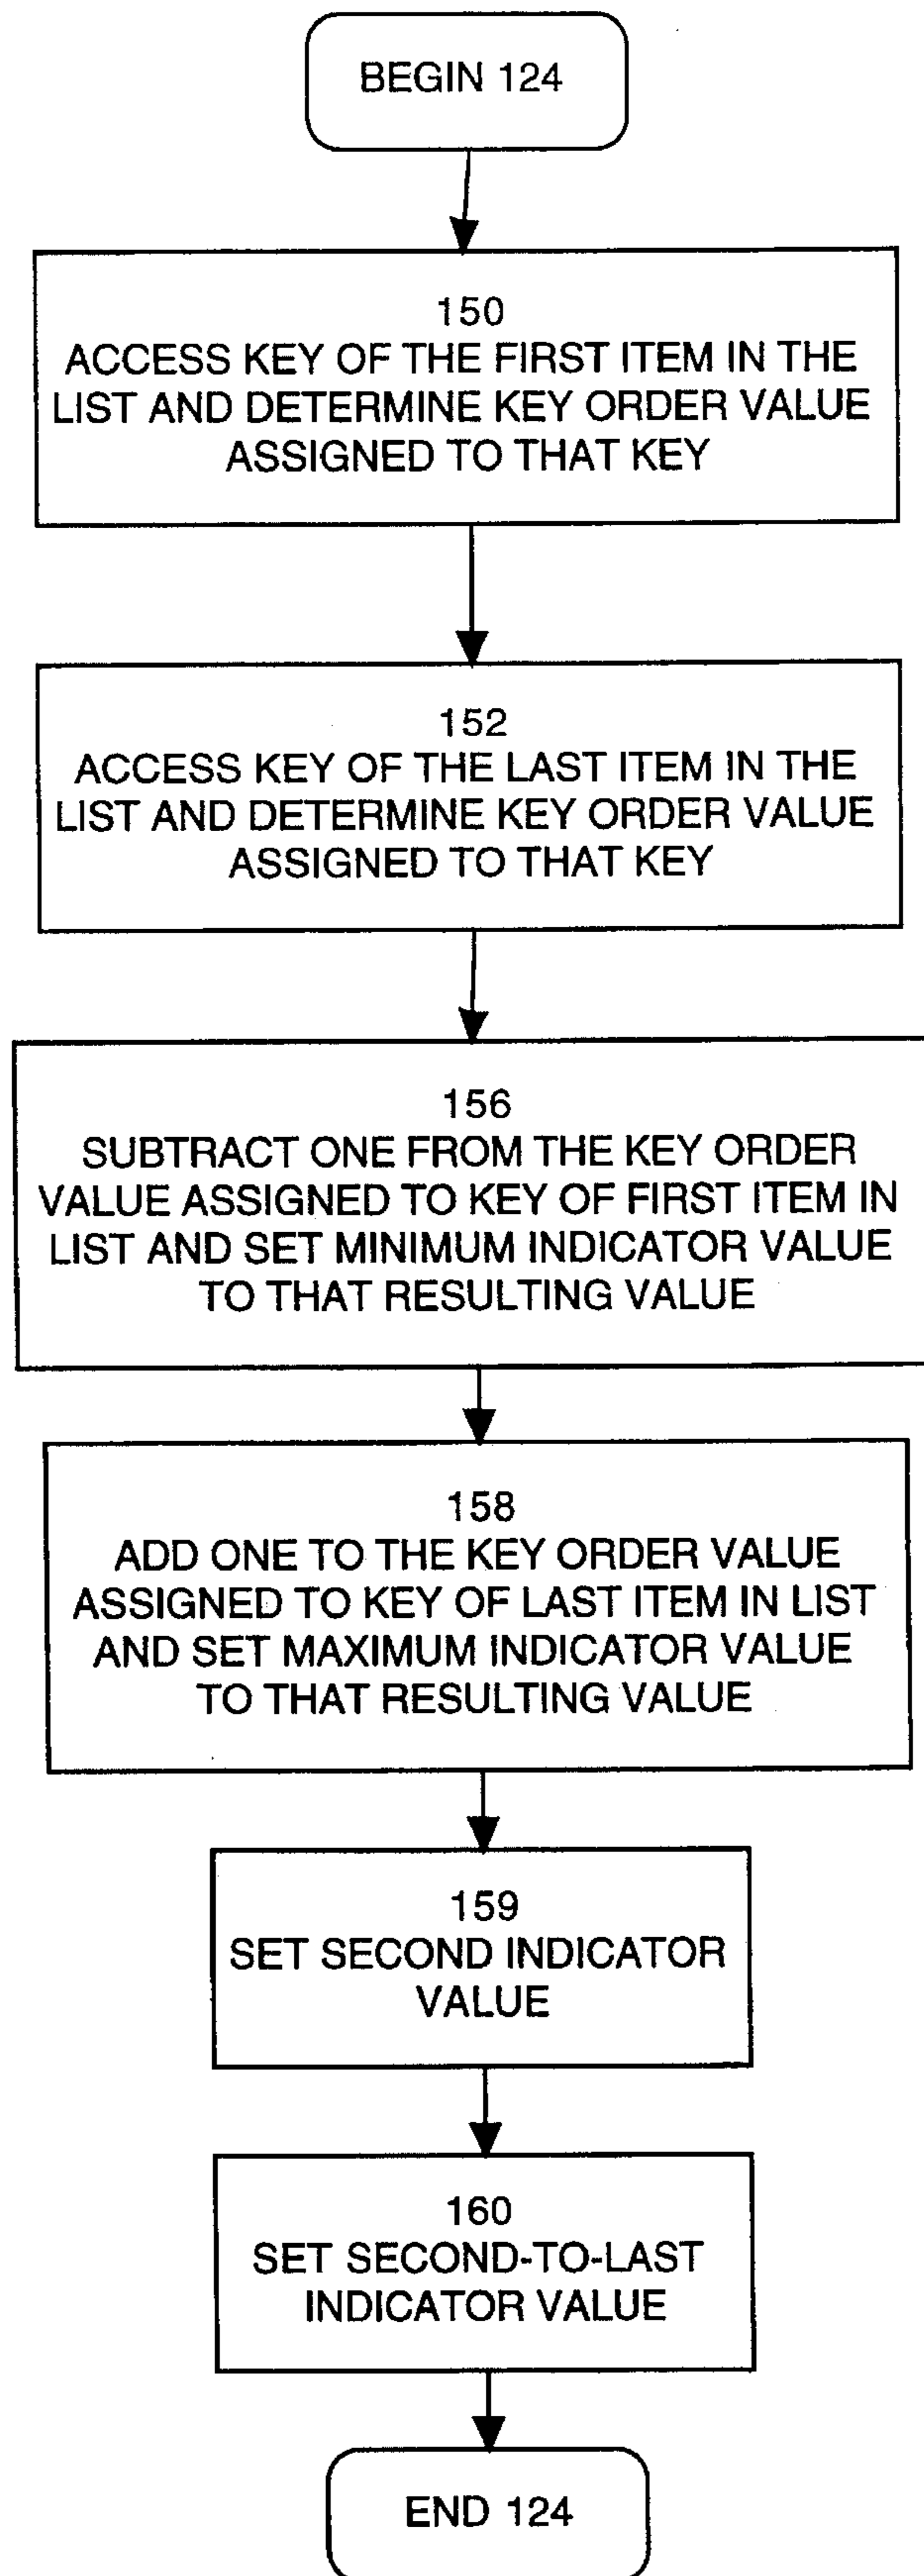 BEGIN 124
150
ACCESS KEY OF THE FIRST ITEM IN THE
LIST AND DETERMINE KEY ORDER VALUE
ASSIGNED TO THAT KEY
152
ACCESS KEY OF THE LAST ITEM IN THE
LIST AND DETERMINE KEY ORDER VALUE
ASSIGNED TO THAT KEY
156
SUBTRACT ONE FROM THE KEY ORDER
VALUE ASSIGNED TO KEY OF FIRST ITEM IN
LIST AND SET MINIMUM INDICATOR VALUE
TO THAT RESULTING VALUE
158
ADD ONE TO THE KEY ORDER VALUE
ASSIGNED TO KEY OF LAST ITEM IN LIST
AND SET MAXIMUM INDICATOR VALUE
TO THAT RESULTING VALUE
159
SET SECOND INDICATOR
VALUE
160
SET SECOND-TO-LAST
INDICATOR VALUE
END 124